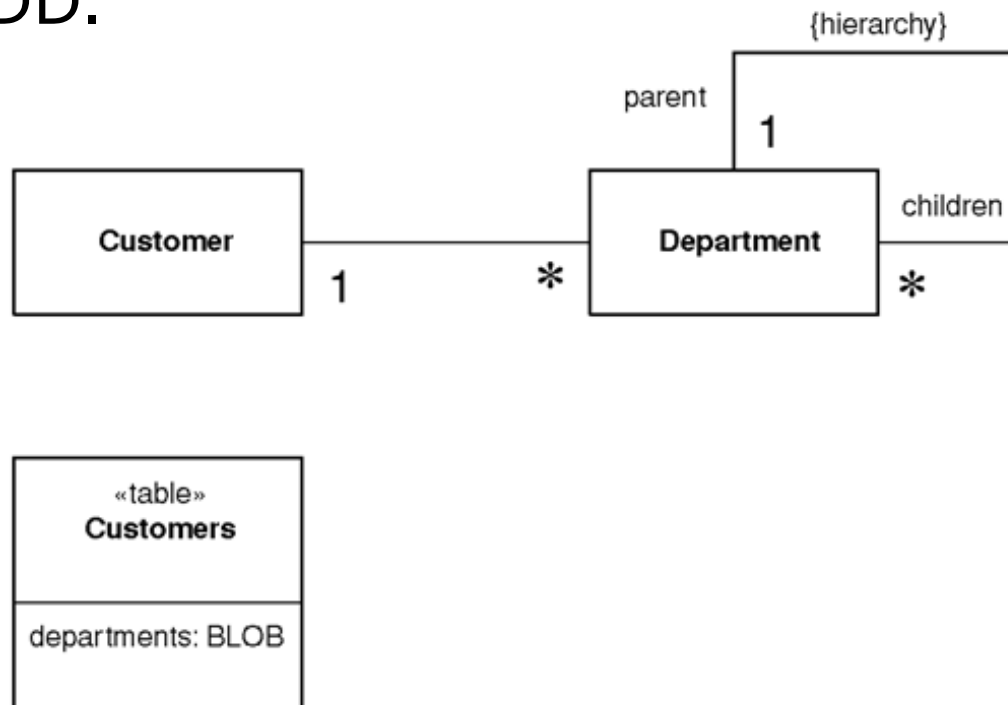 {hierarchy}
parent
1
children
Customer
Department
1
*
*
«table»
Customers
departments: BLOB